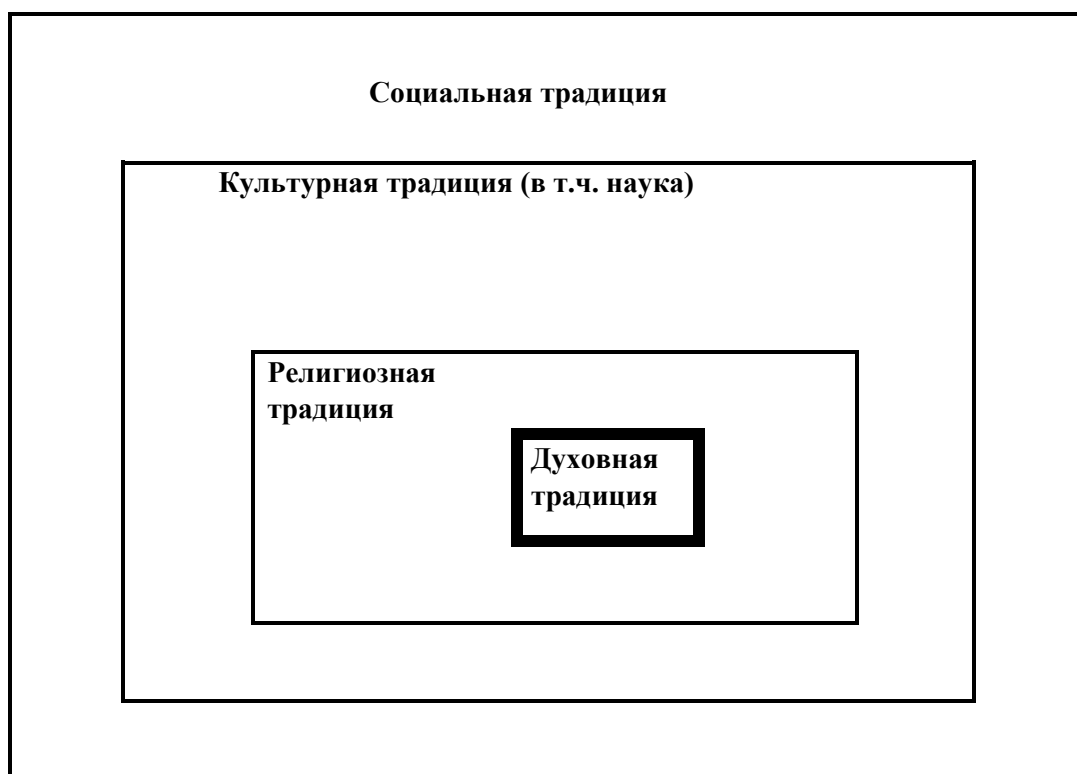 Социальная традиция
Культурная традиция (в т.ч. наука)
Религиозная
традиция
Духовная
традиция